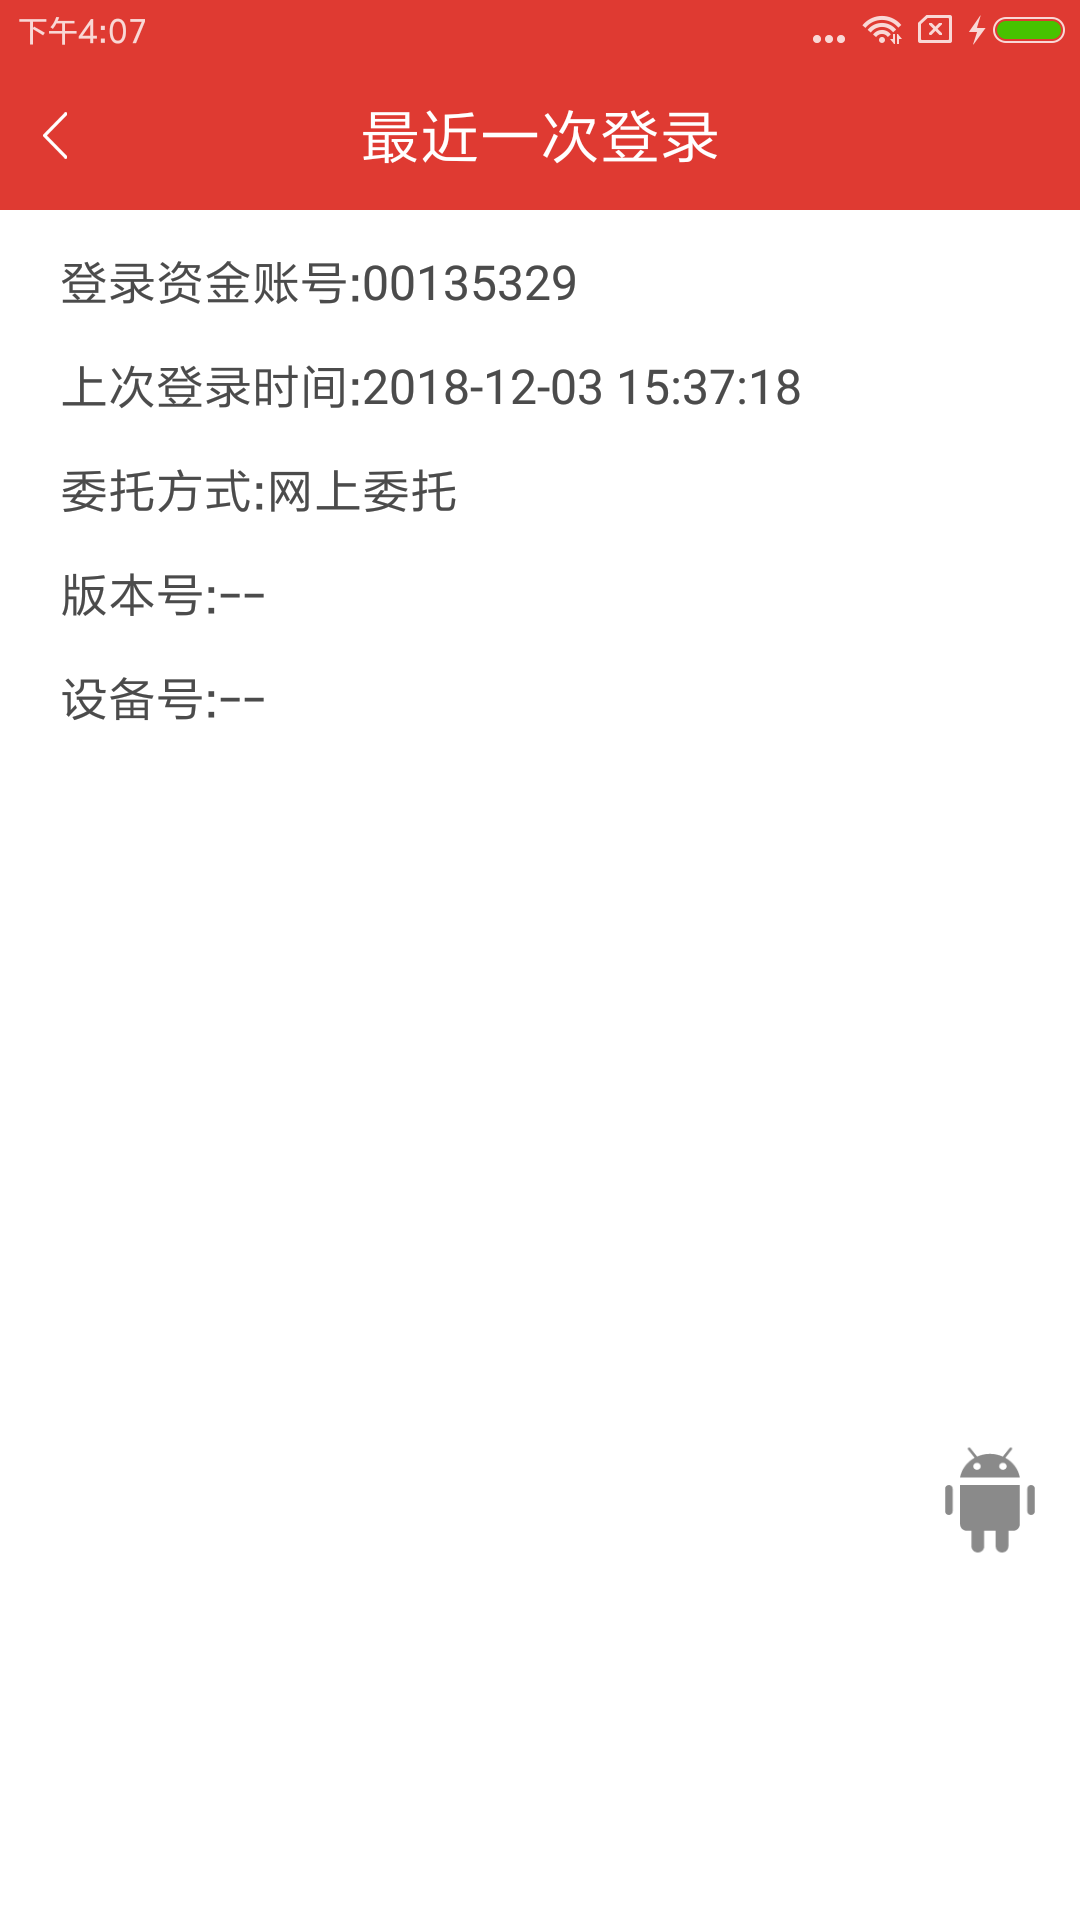 下午4:07
最近一次登录
登录资金账号:00135329
上次登录时间:2018-12-03 15:37:18
委托方式:网上委托
版本号:--
设备号:--